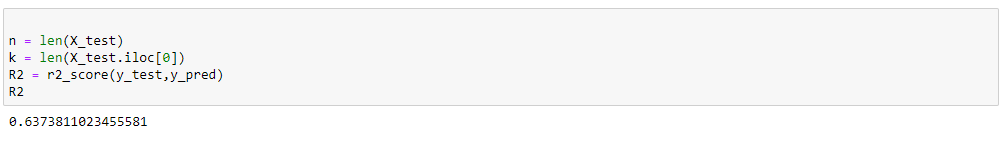 n = len(X_test)
k = len(X_test.iloc[0])
R2 = r2_score(y_test,y_pred)
R2
0.6373811023455581